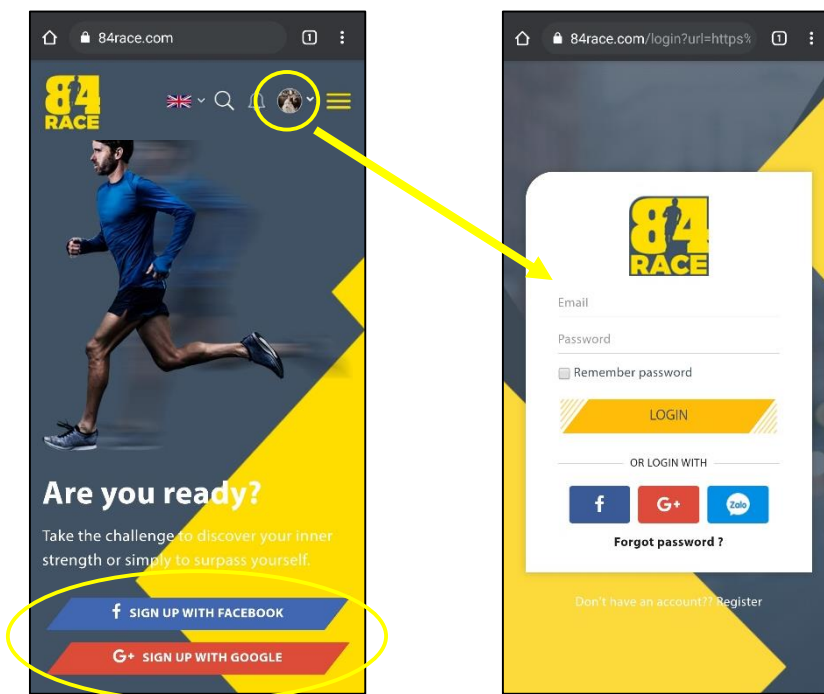 84race.com
1
84
RACE
Are you ready?
Take the challenge to discover your inner
strength or simply to surpass yourself.
f SIGN UP WITH FACEBOOK
G+ SIGN UP WITH GOOGLE
84race.com/login?url=https%
1
84
RACE
Email
Password
Remember password
LOGIN
OR LOGIN WITH
f G+ Zalo
Forgot password ?
Don't have an account?? Register